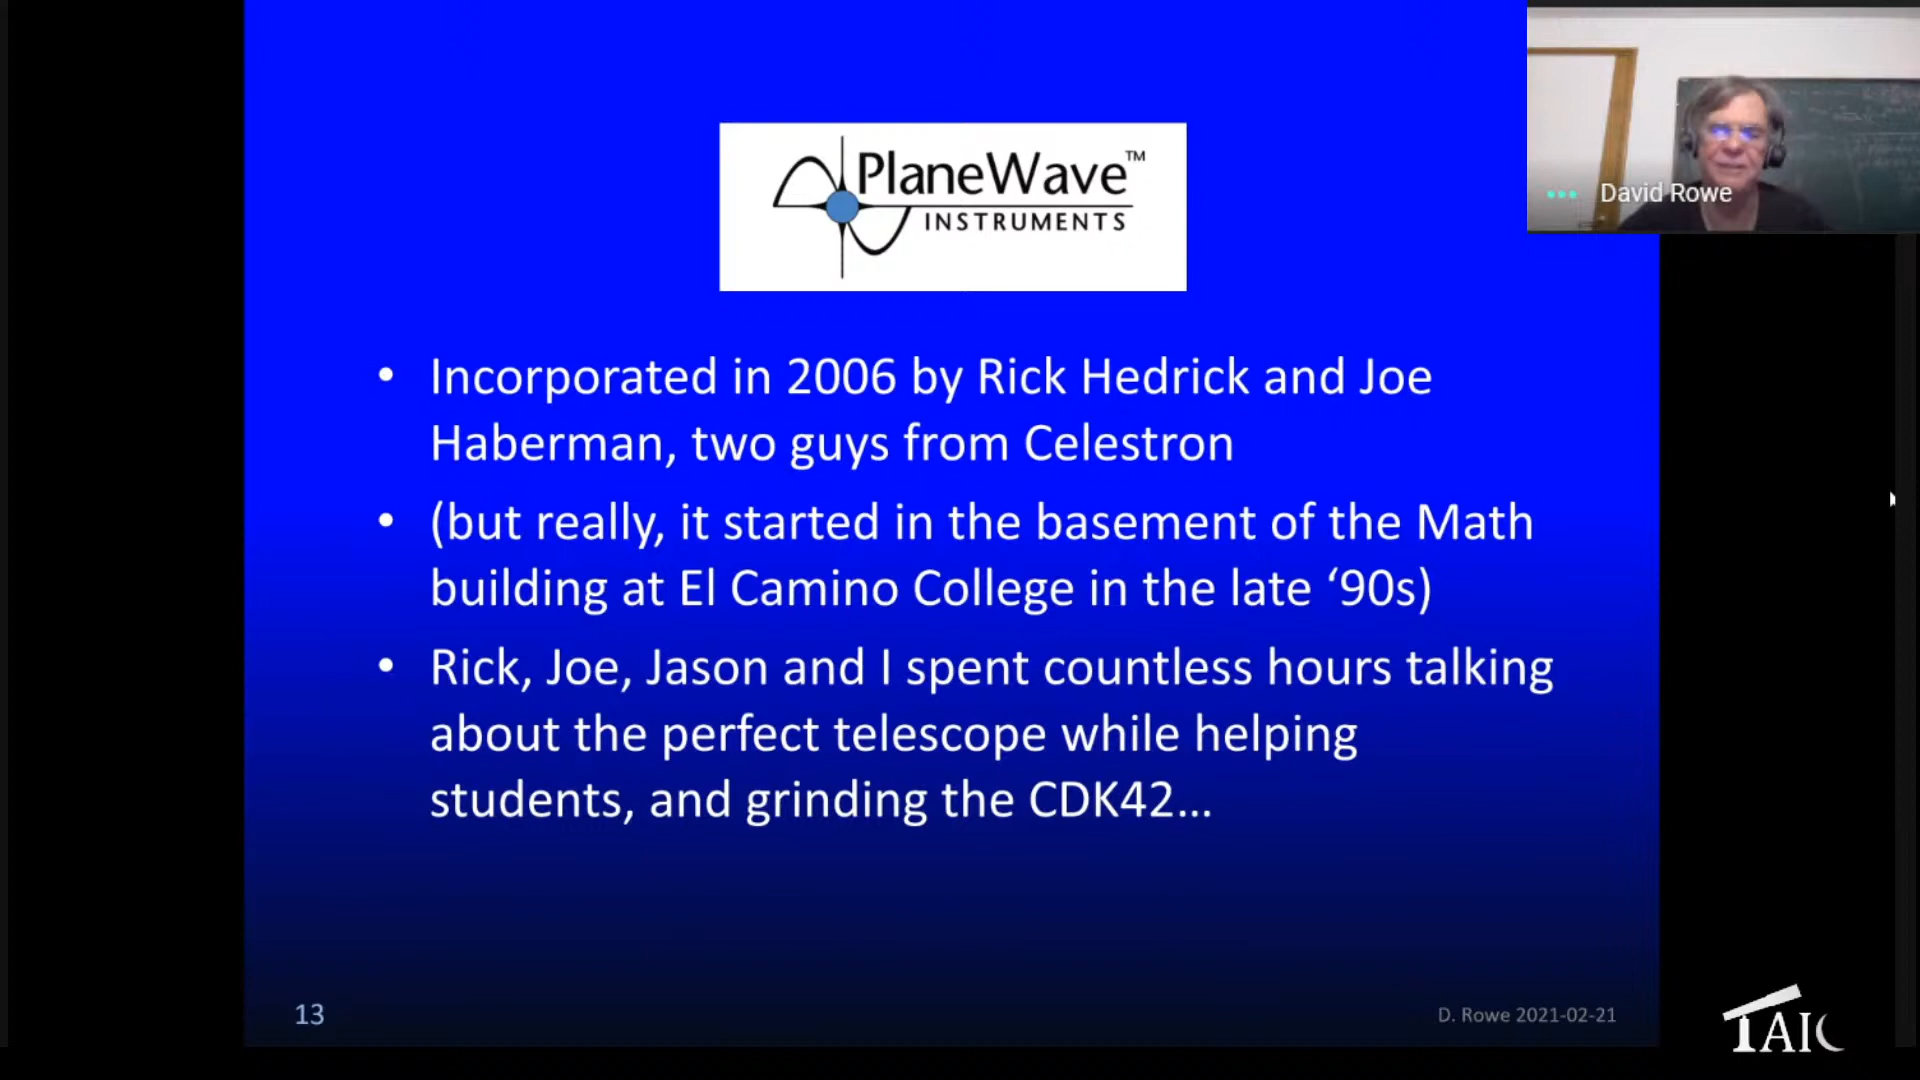 PlaneWave™
INSTRUMENTS
David Rowe
• Incorporated in 2006 by Rick Hedrick and Joe
Haberman, two guys from Celestron
• (but really, it started in the basement of the Math
building at El Camino College in the late ‘90s)
• Rick, Joe, Jason and I spent countless hours talking
about the perfect telescope while helping
students, and grinding the CDK42...
13
D. Rowe 2021-02-21
TAIC